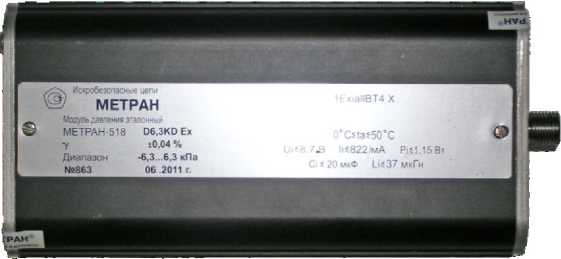 РАН®
Искробезопасные цепи
МЕТРАН
Модуль давления эталонный
МЕТРАН-518 D6,3KD Ex
γ ±0,04 %
Диапазон -6,3...6,3 кПа
№863 06.2011 г.
1ExiaIIBT4 X
0°C≤ta≤50°C
Ui≤8,7 В Ii≤822 мА Pi≤1,15 Вт
Ci≤20 мкФ Li≤37 мкГн
ТРАН®